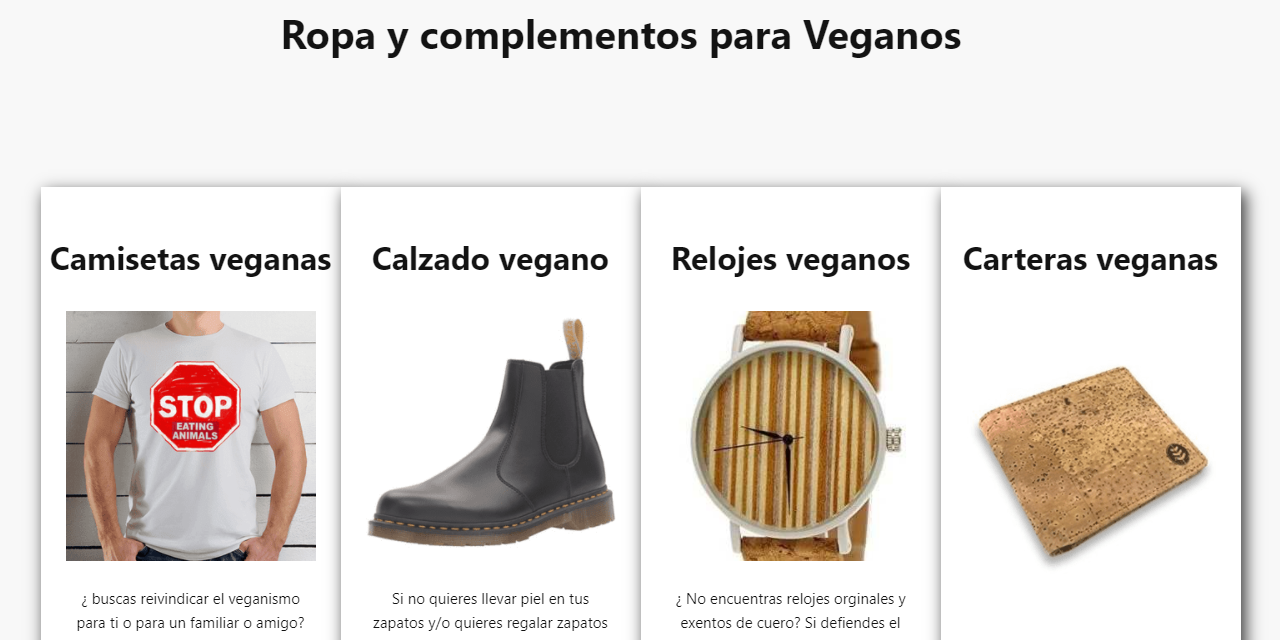 Ropa y complementos para Veganos
Camisetas veganas
STOP
EATING
ANIMALS
¿ buscas reivindicar el veganismo
para ti o para un familiar o amigo?
Calzado vegano
Si no quieres llevar piel en tus
zapatos y/o quieres regalar zapatos
Relojes veganos
¿ No encuentras relojes orginales y
exentos de cuero? Si defiendes el
Carteras veganas